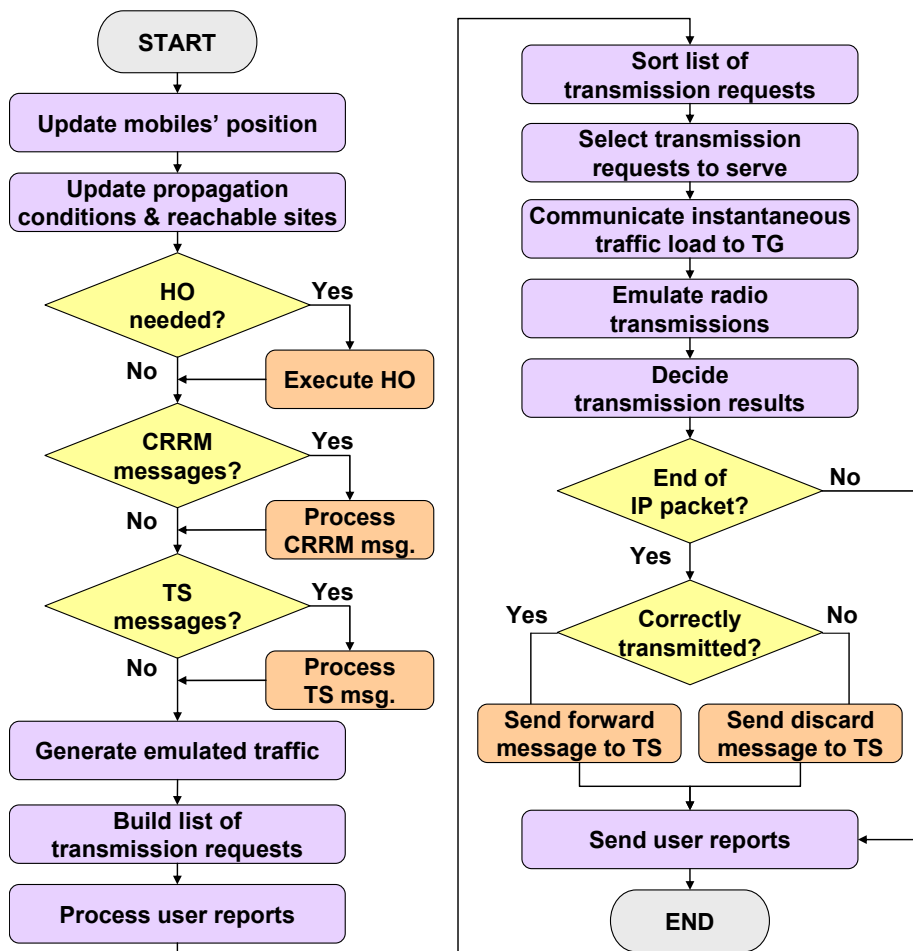 START
Update mobiles’ position
Update propagation
conditions & reachable sites
HO
needed?
Yes
No
Execute HO
CRRM
messages?
Yes
No
Process
CRRM msg.
TS
messages?
Yes
No
Process
TS msg.
Generate emulated traffic
Build list of
transmission requests
Process user reports
Sort list of
transmission requests
Select transmission
requests to serve
Communicate instantaneous
traffic load to TG
Emulate radio
transmissions
Decide
transmission results
End of
IP packet?
No
Yes
Correctly
transmitted?
Yes
No
Send forward
message to TS
Send discard
message to TS
Send user reports
END